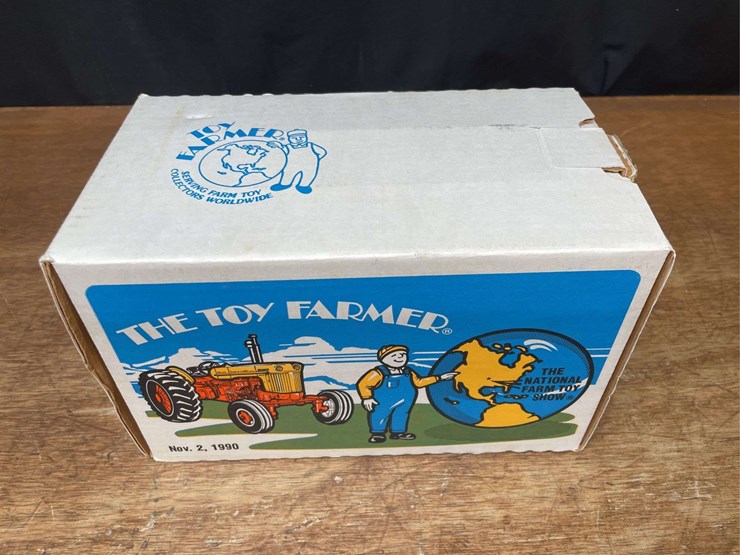 TOY
FARMER®
SERVING FARM TOY
COLLECTORS WORLDWIDE
THE TOY FARMER®
THE
NATIONAL
FARM TOY
SHOW®
Nov. 2, 1990